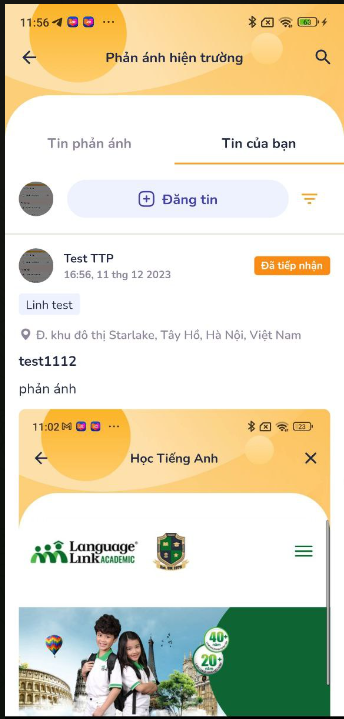 11:56
63
Phản ánh hiện trường
Tin phản ánh
Tin của bạn
Đăng tin
Test TTP
16:56, 11 thg 12 2023
Đã tiếp nhận
Linh test
Đ. khu đô thị Starlake, Tây Hồ, Hà Nội, Việt Nam
test1112
phản ánh
11:02
23
Học Tiếng Anh
Language
Link ACADEMIC
40+
20+